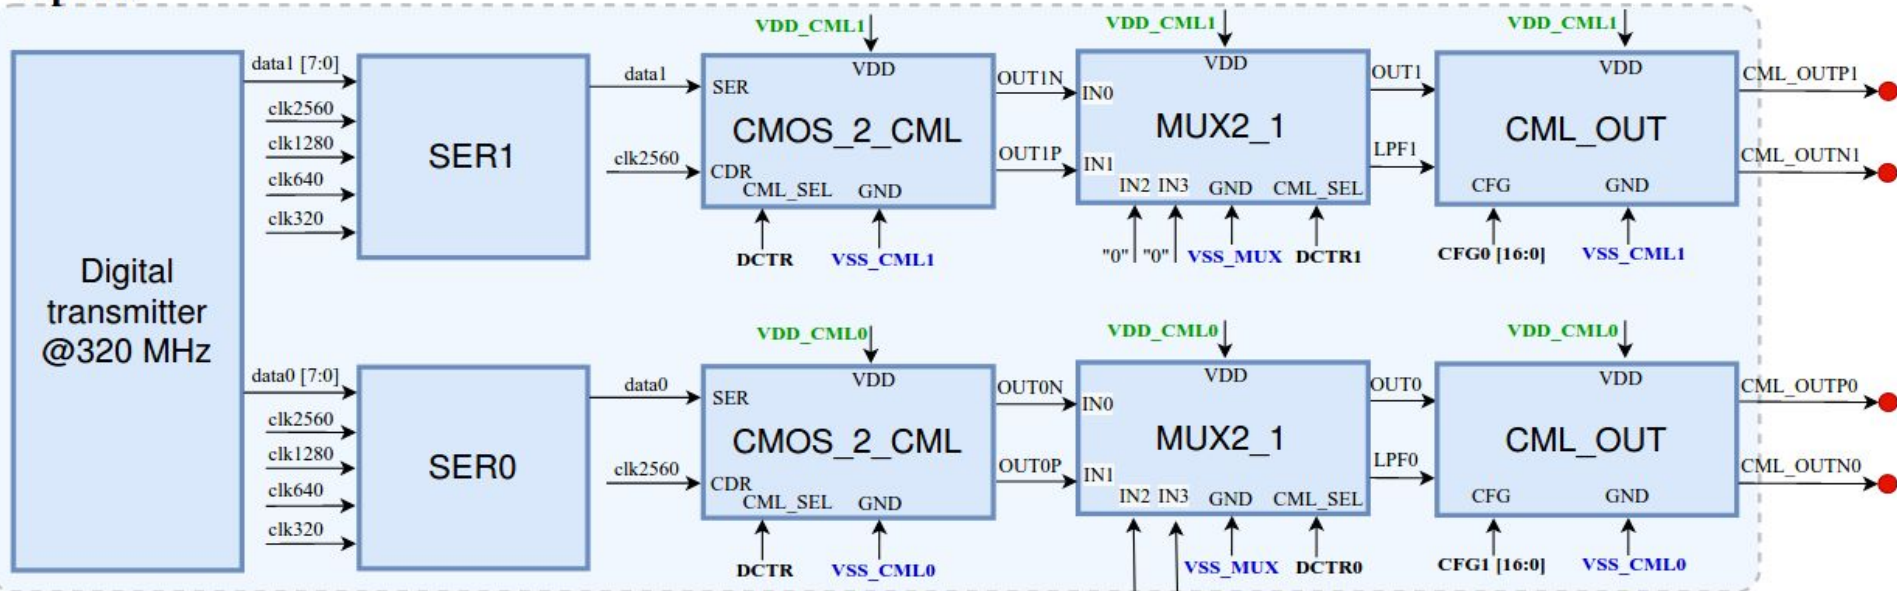 VDD_CML1
VDD_CML1
VDD_CML1
data1 [7:0]
clk2560
clk1280
clk640
clk320
SER1
data1
clk2560
VDD
SER
CMOS_2_CML
CDR
CML_SEL
GND
DCTR
VSS_CML1
OUT1N
OUT1P
VDD
IN0
MUX2_1
IN1
IN2
IN3
GND
CML_SEL
"0"
"0"
VSS_MUX
DCTR1
OUT1
LPF1
VDD
CML_OUT
CFG
GND
CFG0 [16:0]
VSS_CML1
CML_OUTP1
CML_OUTN1
Digital
transmitter
@320 MHz
VDD_CML0
VDD_CML0
VDD_CML0
data0 [7:0]
clk2560
clk1280
clk640
clk320
SER0
data0
clk2560
VDD
SER
CMOS_2_CML
CDR
CML_SEL
GND
DCTR
VSS_CML0
OUT0N
OUT0P
VDD
IN0
MUX2_1
IN1
IN2
IN3
GND
CML_SEL
VSS_MUX
DCTR0
OUT0
LPF0
VDD
CML_OUT
CFG
GND
CFG1 [16:0]
VSS_CML0
CML_OUTP0
CML_OUTN0